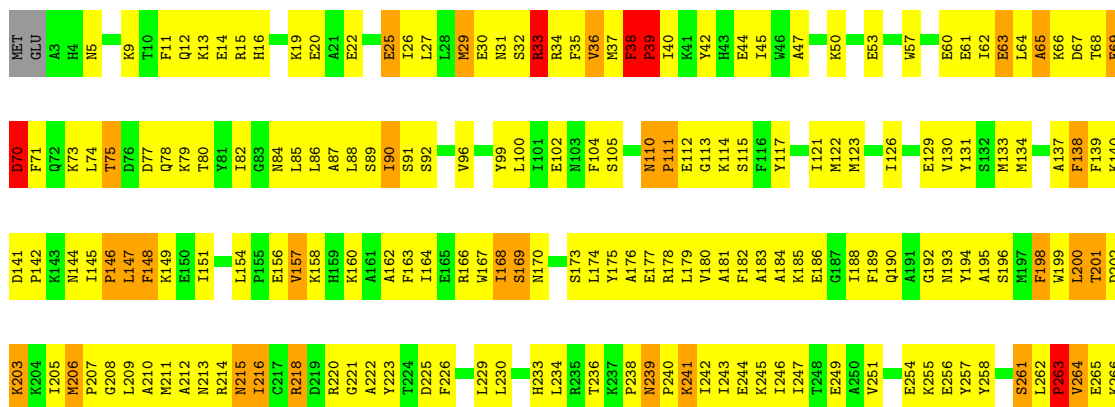 MET GLU A3 H4 N5 K9 T10 F11 Q12 K13 E14 R15 H16 K19 E20 A21 E22 E25 I26 L27 L28 M29 E30 N31 S32 R33 R34 F35 V36 M37 F38 P39 I40 K41 Y42 H43 E44 I45 W46 A47 K50 E53 W57 E60 E61 I62 E63 L64 A65 K66 D67 T68
D70 F71 Q72 K73 L74 T75 D76 D77 Q78 K79 T80 Y81 I82 G83 N84 L85 L86 A87 L88 S89 I90 S91 S92 V96 Y99 L100 I101 E102 N103 F104 S105 N110 P111 E112 G113 K114 S115 F116 Y117 I121 M122 M123 I126 E129 V130 Y131 S132 M133 M134 A137 F138 F139
D141 P142 K143 N144 I145 P146 L147 F148 K149 E150 I151 L154 P155 E156 V157 K158 H159 K160 A161 A162 F163 I164 E165 R166 W167 I168 S169 N170 S173 L174 Y175 A176 E177 R178 L179 V180 A181 F182 A183 A184 K185 E186 G187 I188 F189 Q190 A191 G192 N193 Y194 A195 S196 M197 F198 W199 L200 T201
K203 K204 I205 M206 P207 G208 L209 A210 M211 A212 N213 R214 N215 I216 C217 R218 D219 R220 G221 A222 Y223 T224 D225 F226 L229 L230 H233 L234 R235 T236 K237 P238 N239 P240 K241 I242 I243 E244 K245 I246 I247 T248 E249 A250 V251 E254 K255 E256 Y257 Y258 S261 L262 P263 V264 E265